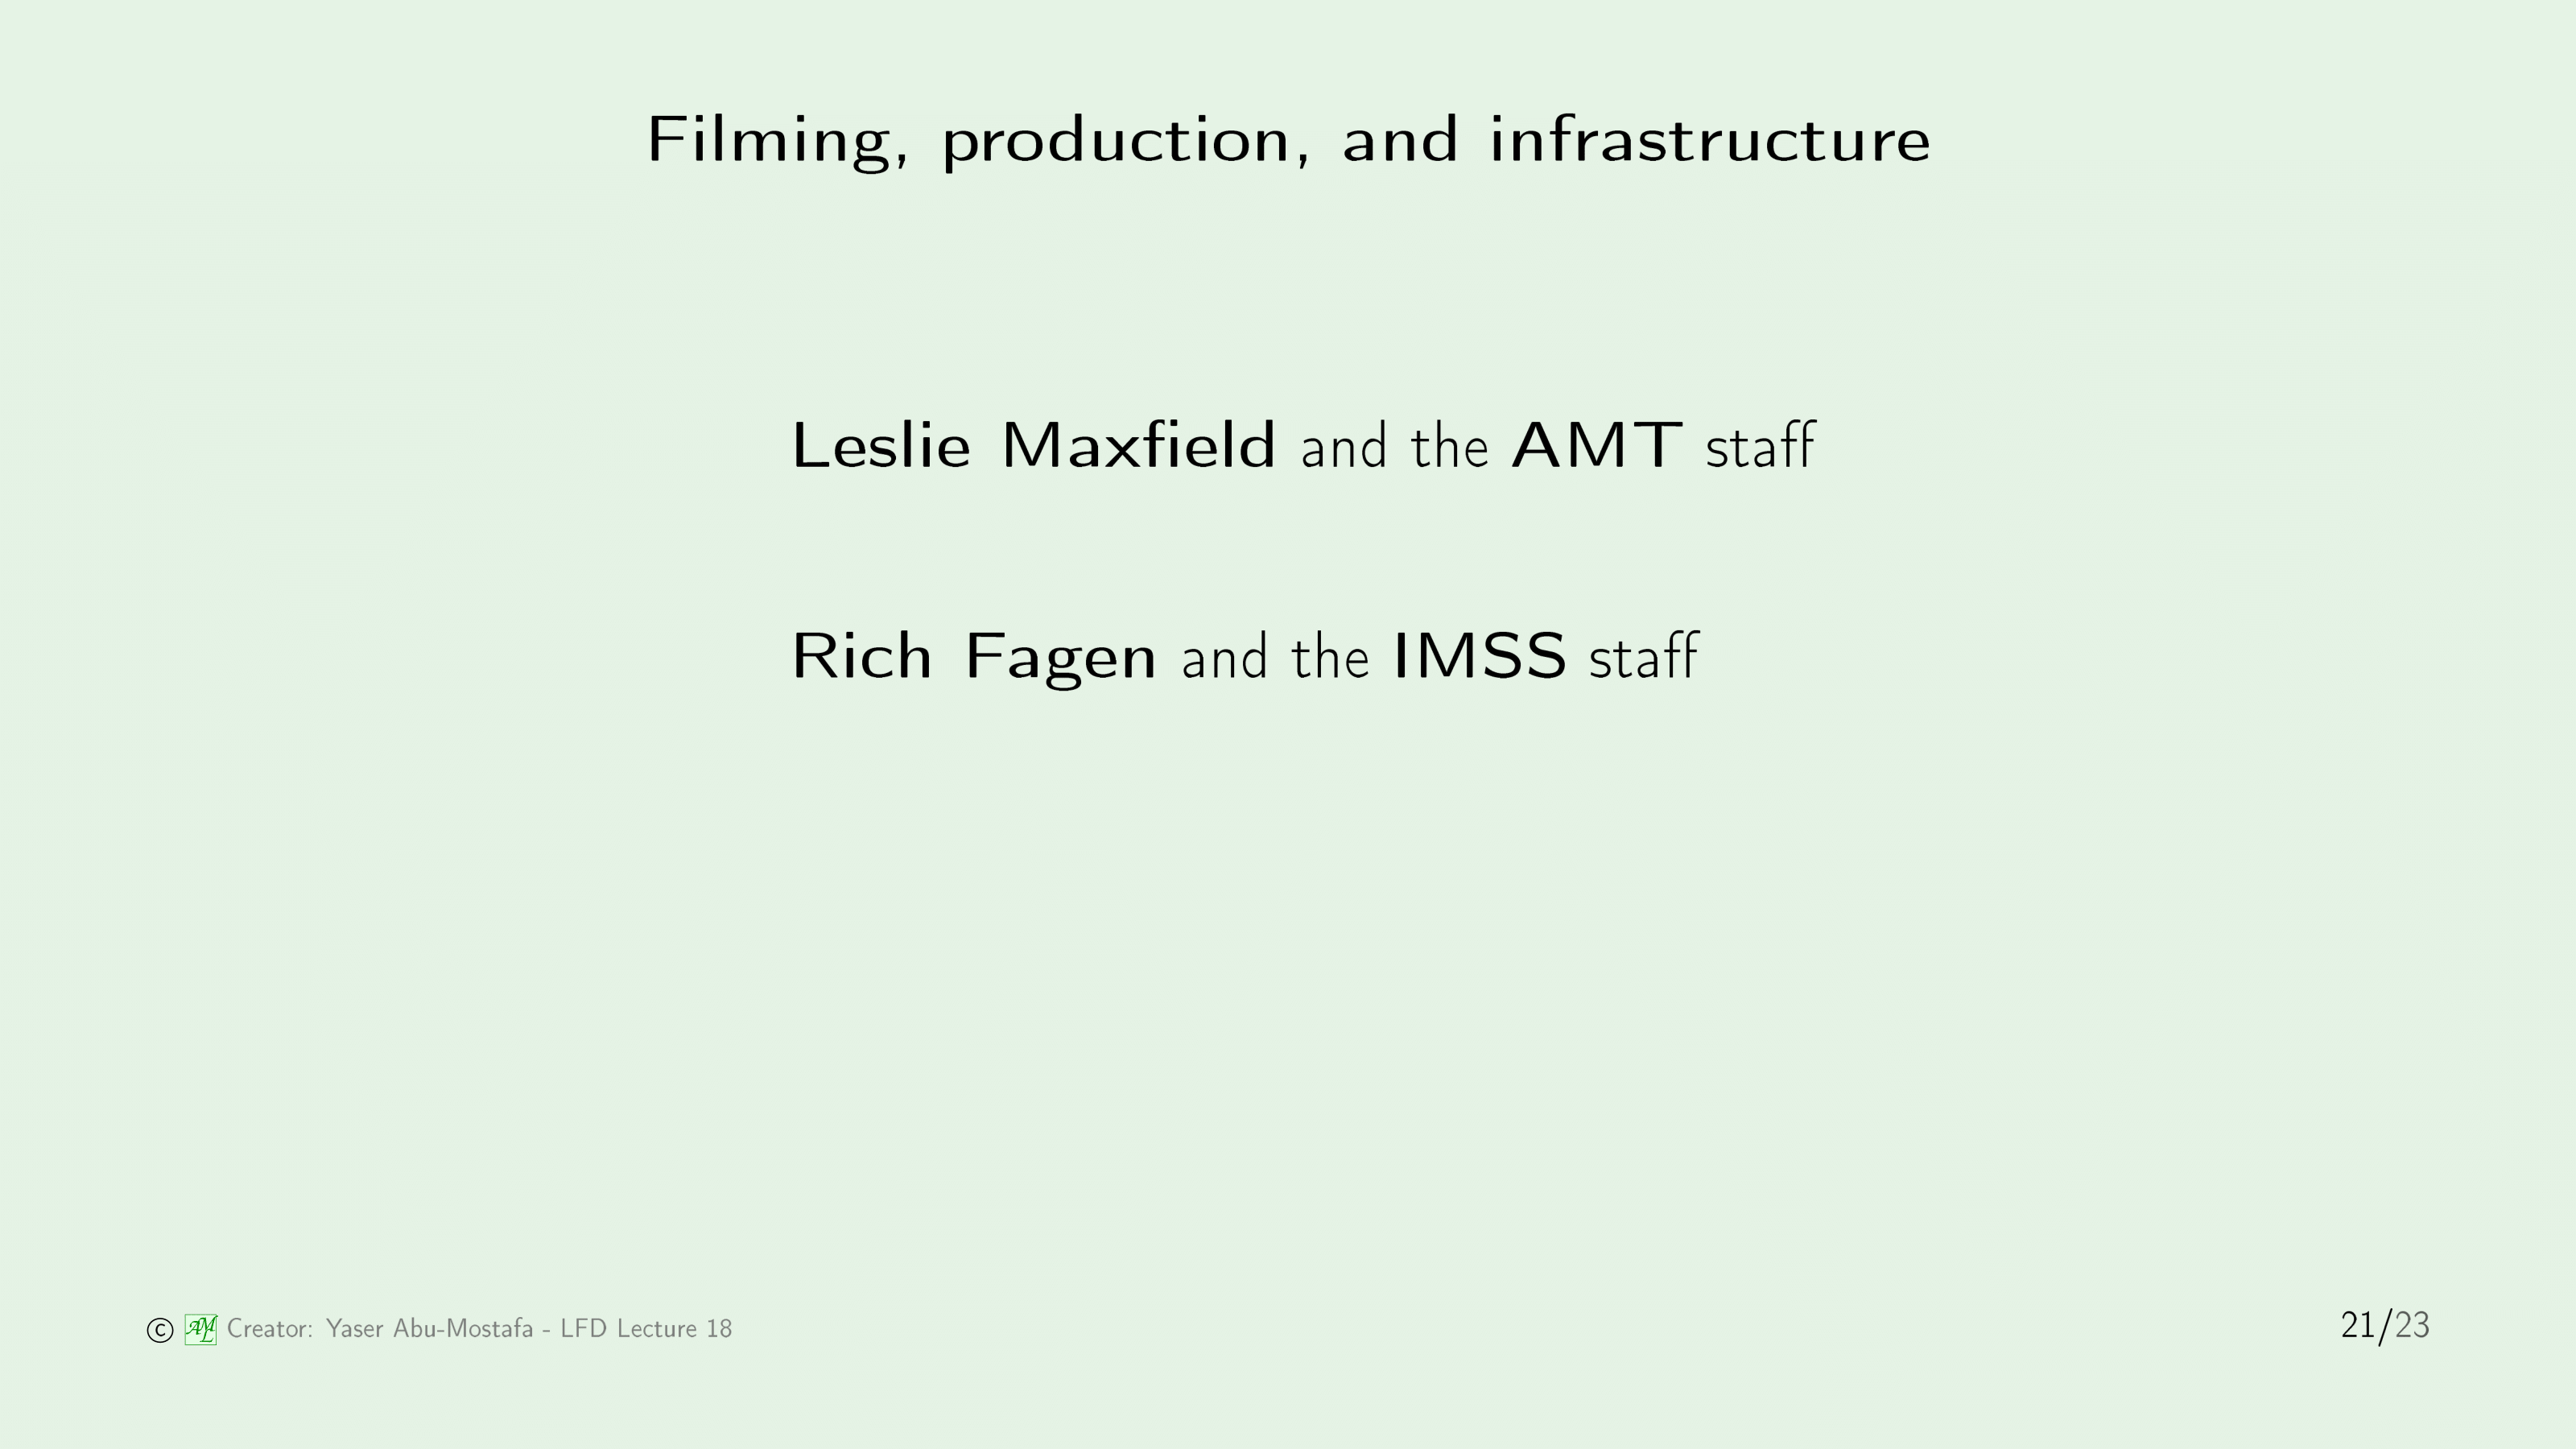 Filming, production, and infrastructure
Leslie Maxfield and the AMT staff
Rich Fagen and the IMSS staff
© AML Creator: Yaser Abu-Mostafa - LFD Lecture 18
21/23